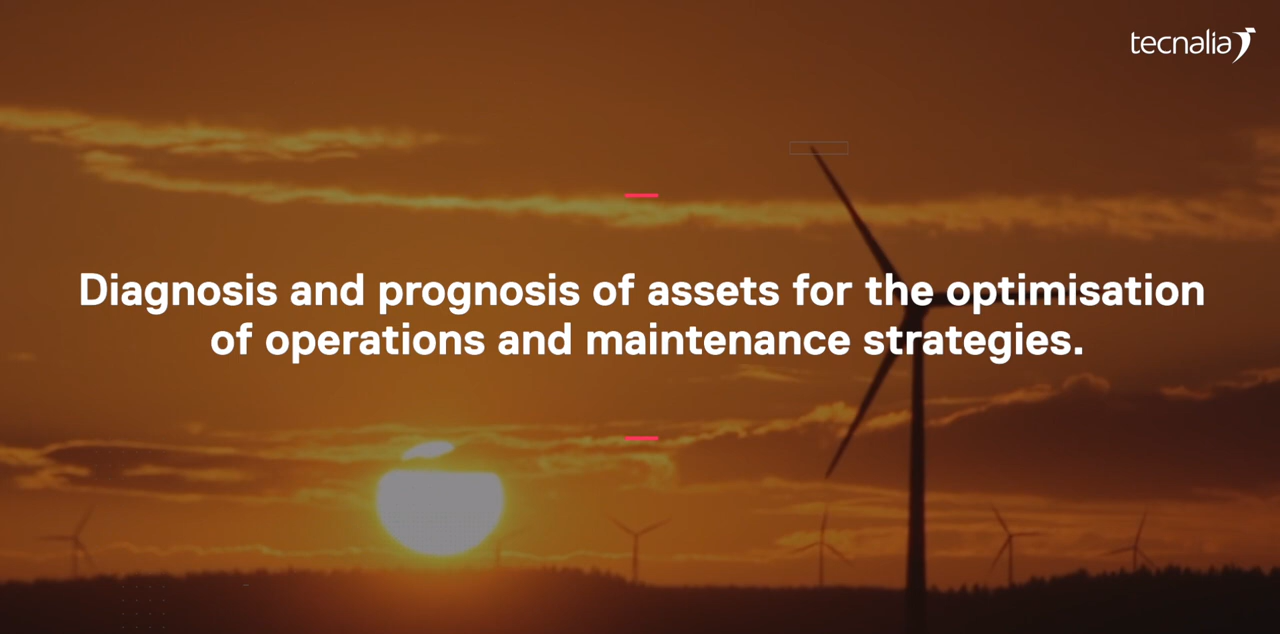 tecnalia
Diagnosis and prognosis of assets for the optimisation
of operations and maintenance strategies.